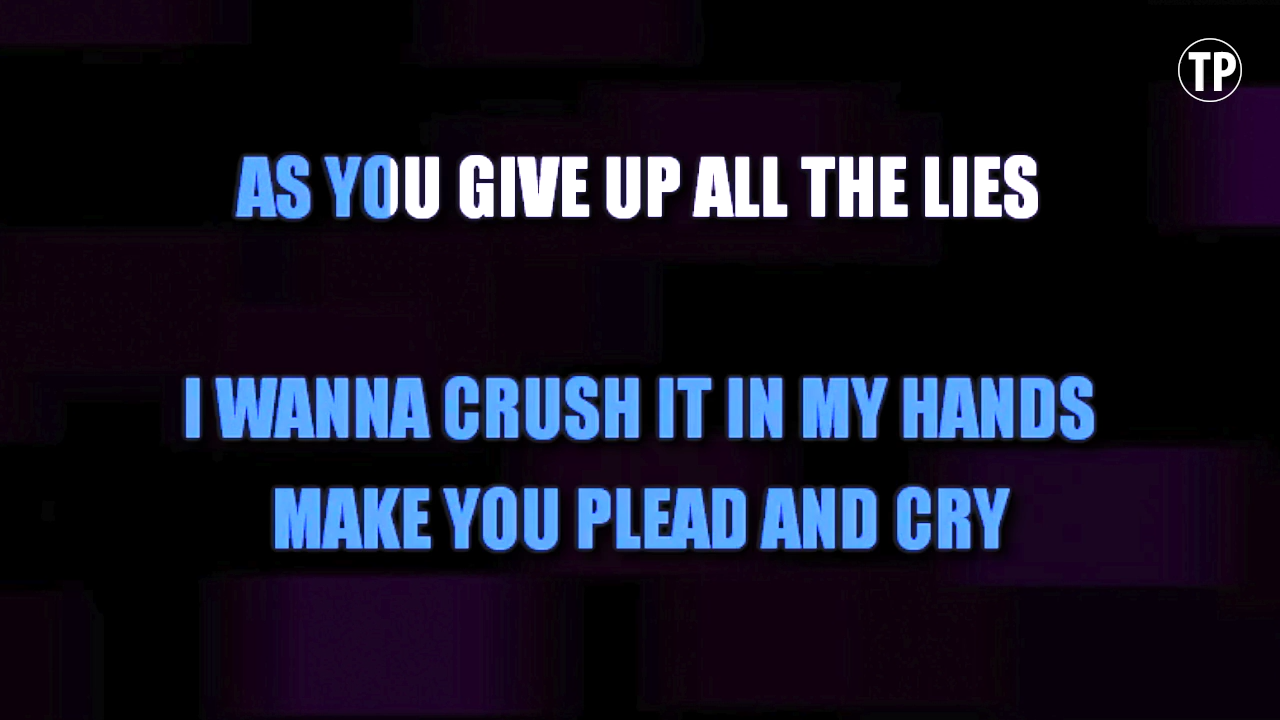 TP
AS YOU GIVE UP ALL THE LIES
I WANNA CRUSH IT IN MY HANDS
MAKE YOU PLEAD AND CRY